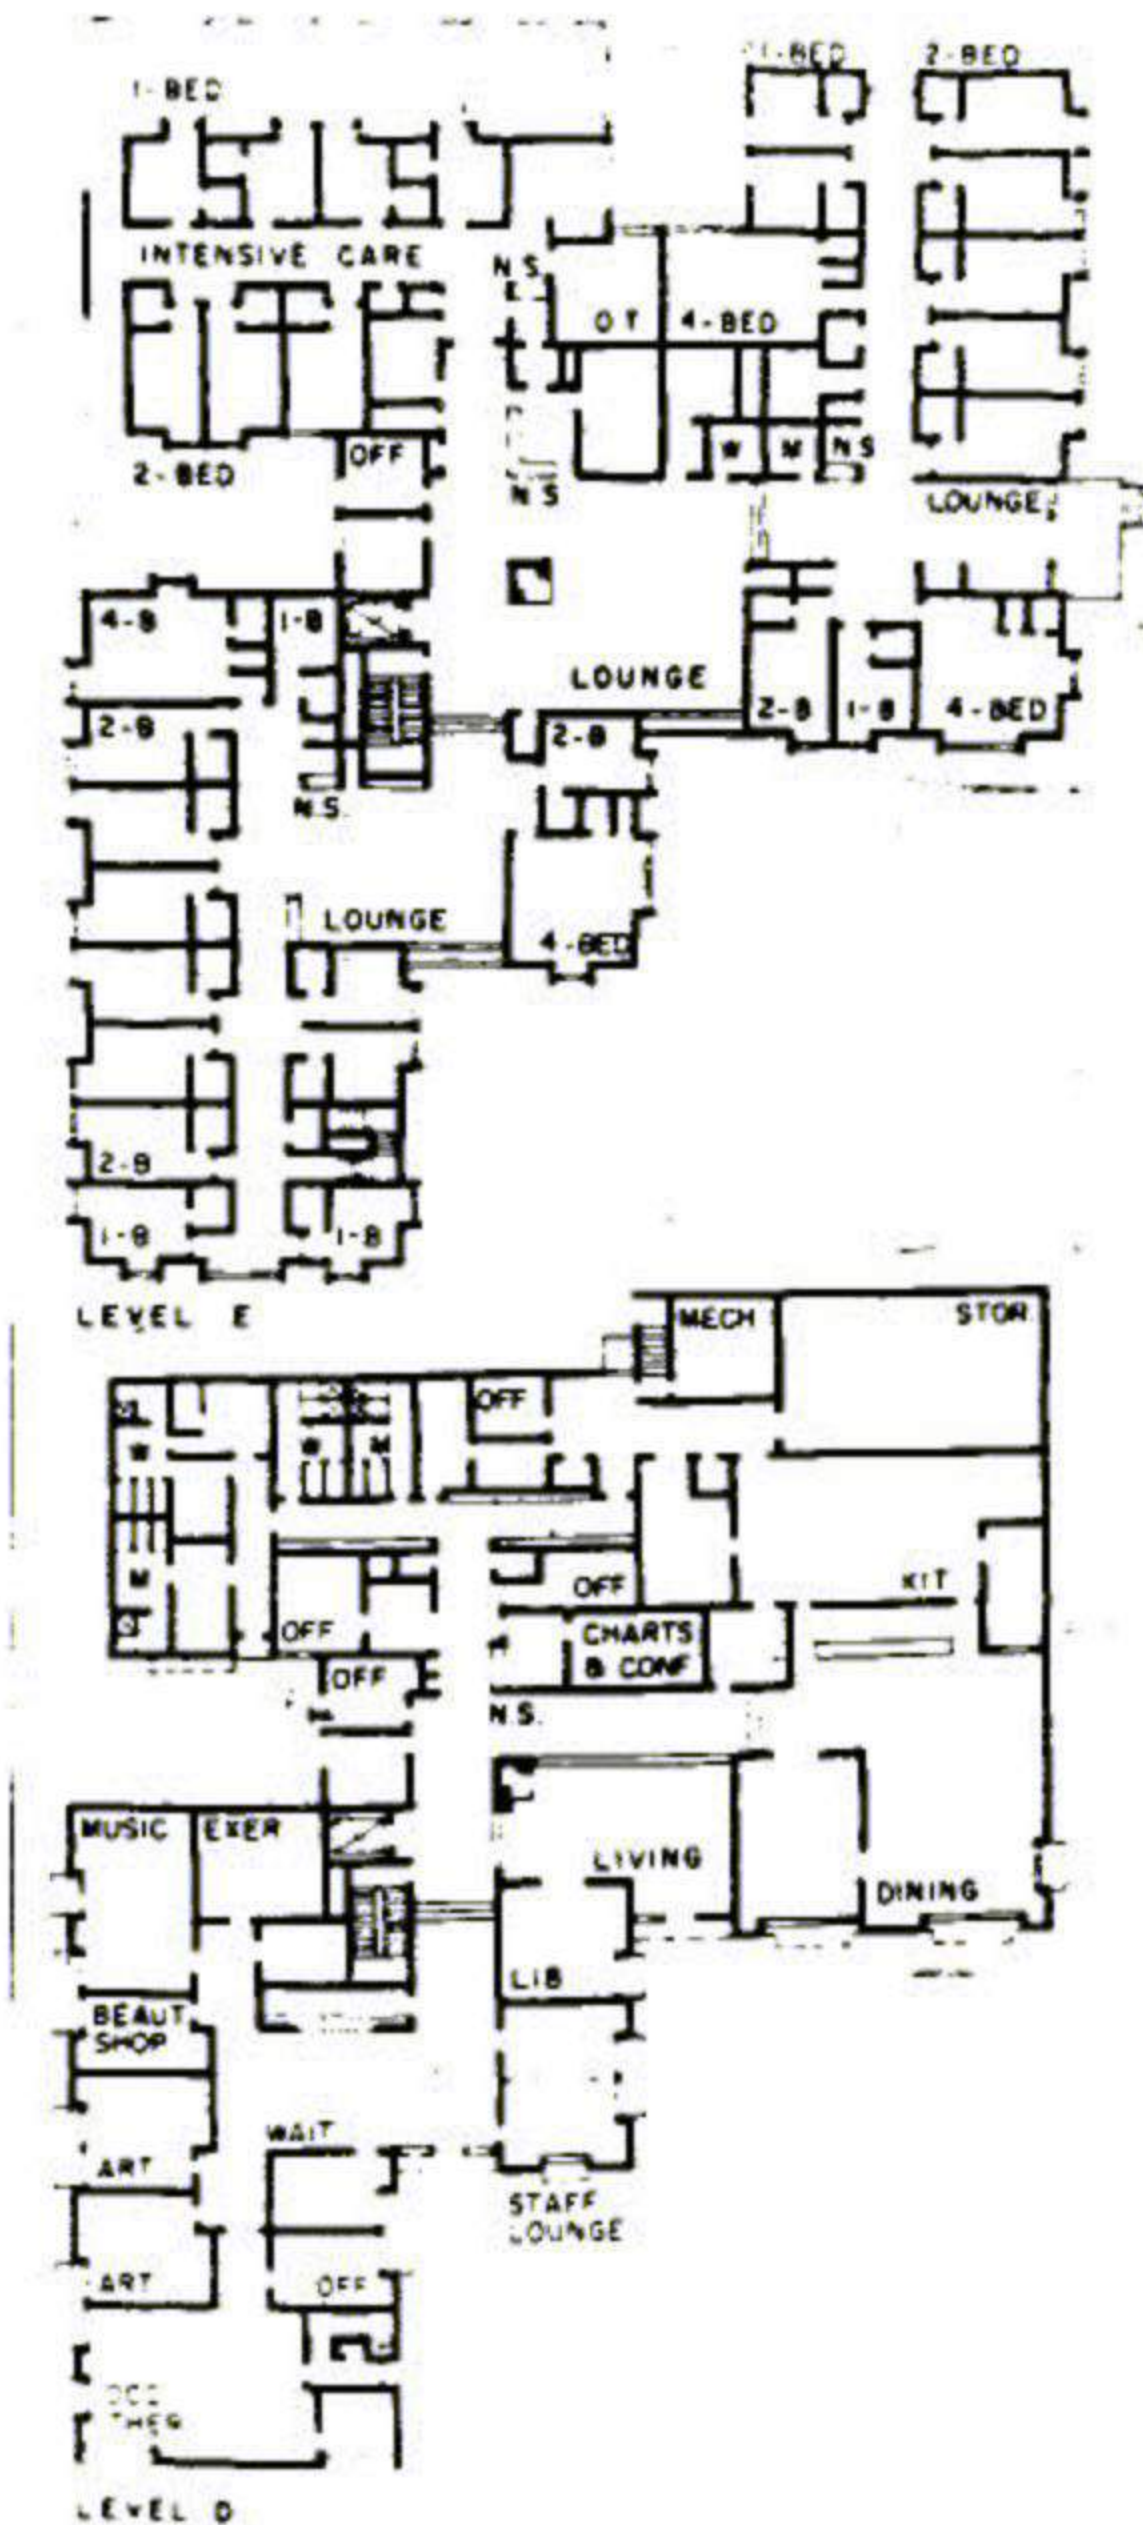 1-BED
1-BED 2-BED
INTENSIVE CARE
N.S.
O T 4-BED
OFF
W M N.S
2-BED
N S
LOUNGE
4-B 1-B
LOUNGE
2-B 2-B 2-B 1-B 4-BED
N.S.
LOUNGE
4-BED
2-B
1-B 1-B
LEVEL E
MECH STOR.
OFF
W W M
M OFF KIT
OFF CHARTS
& CONF
OFF
N.S.
MUSIC EXER
LIVING
DINING
LIB
BEAUT
SHOP
WAIT
ART
STAFF
LOUNGE
ART OFF
OCC
THER
LEVEL D